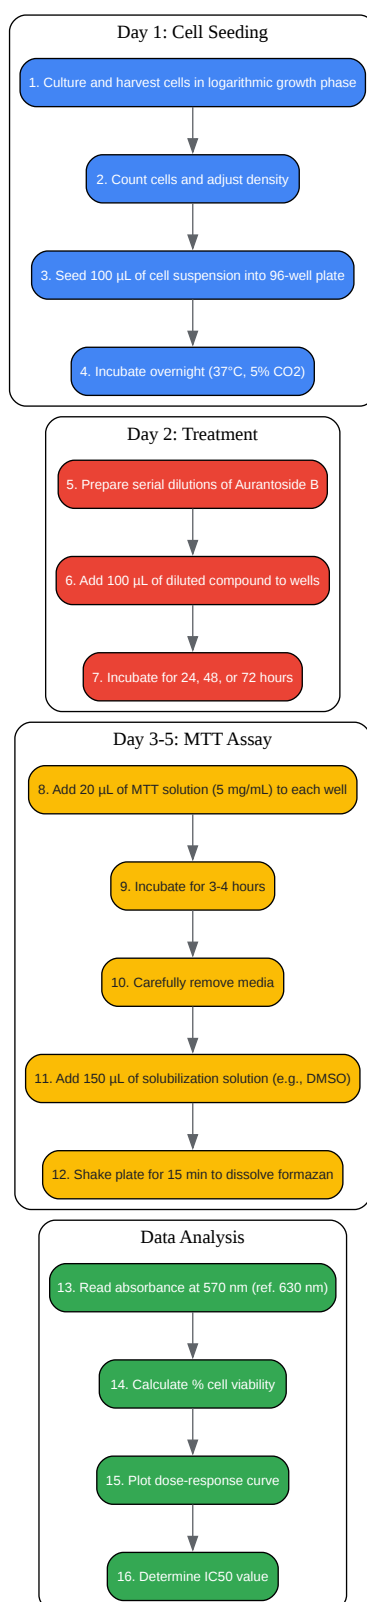 Day 1: Cell Seeding
1. Culture and harvest cells in logarithmic growth phase
2. Count cells and adjust density
3. Seed 100 µL of cell suspension into 96-well plate
4. Incubate overnight (37°C, 5% CO2)
Day 2: Treatment
5. Prepare serial dilutions of Aurantoside B
6. Add 100 µL of diluted compound to wells
7. Incubate for 24, 48, or 72 hours
Day 3-5: MTT Assay
8. Add 20 µL of MTT solution (5 mg/mL) to each well
9. Incubate for 3-4 hours
10. Carefully remove media
11. Add 150 µL of solubilization solution (e.g., DMSO)
12. Shake plate for 15 min to dissolve formazan
Data Analysis
13. Read absorbance at 570 nm (ref. 630 nm)
14. Calculate % cell viability
15. Plot dose-response curve
16. Determine IC50 value